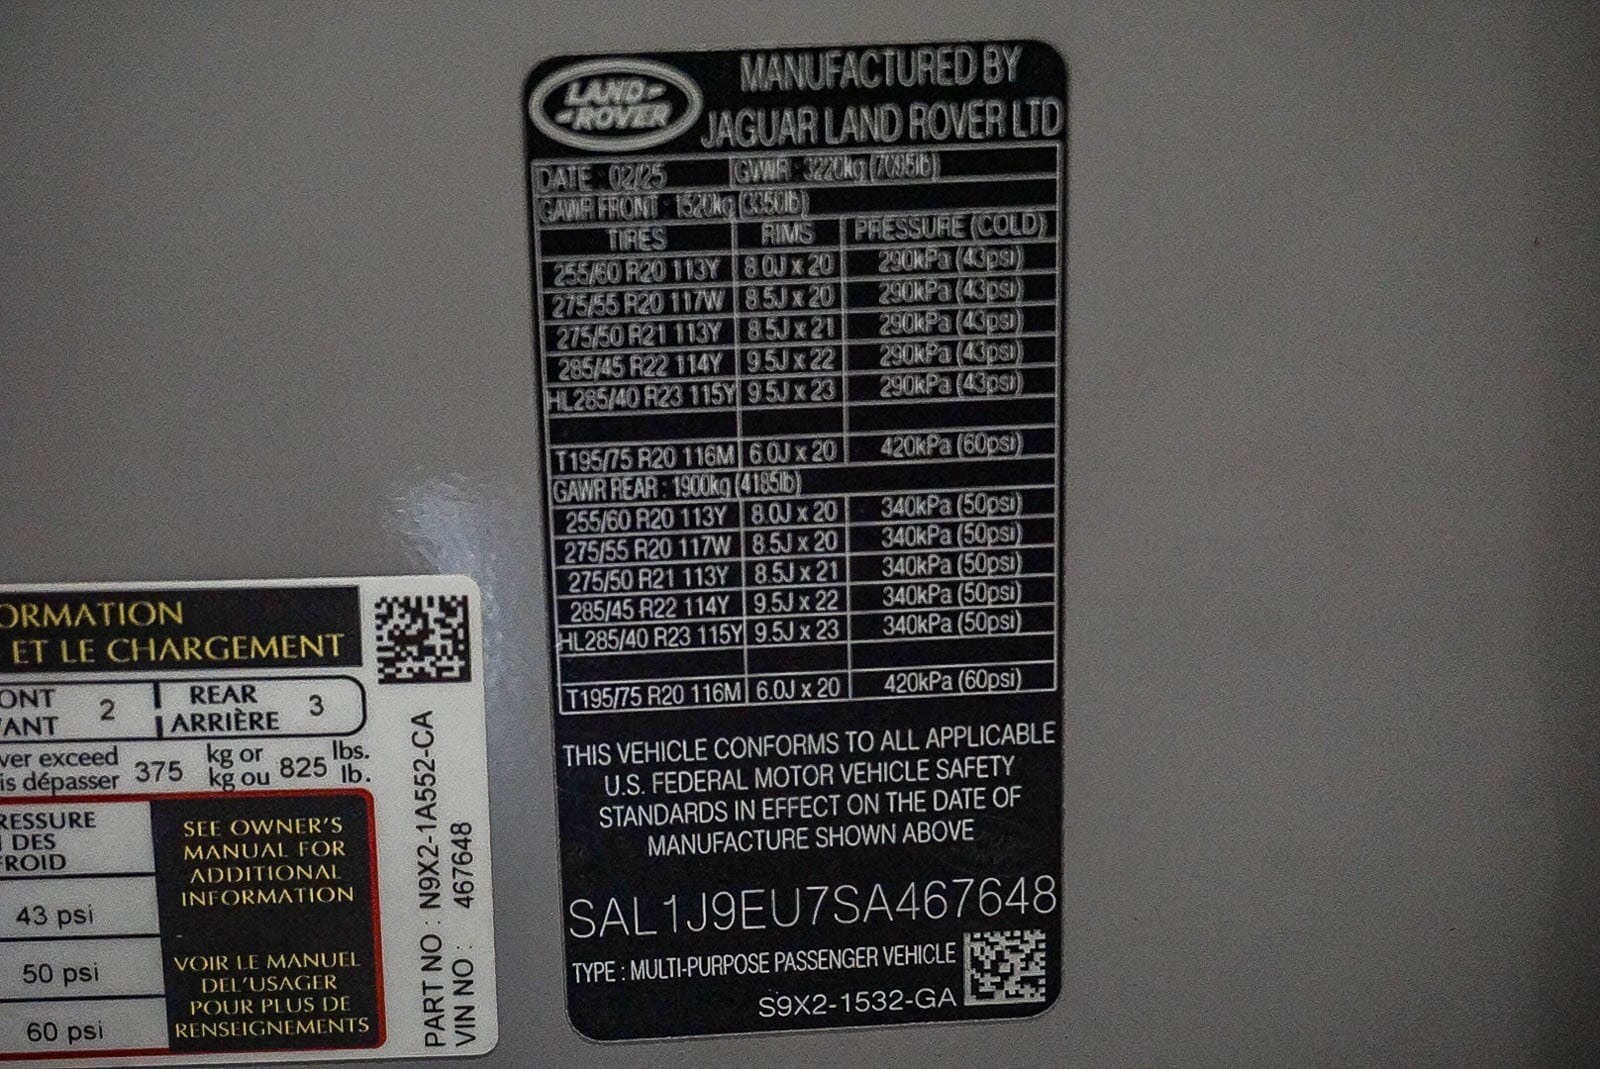 LAND-
-ROVER
MANUFACTURED BY
JAGUAR LAND ROVER LTD
DATE : 02/25 GVWR : 3220kg (7095lb)
GAWR FRONT : 1520kg (3350lb)
TIRES RIMS PRESSURE (COLD)
255/60 R20 113Y 8.0J x 20 290kPa (43psi)
275/55 R20 117W 8.5J x 20 290kPa (43psi)
275/50 R21 113Y 8.5J x 21 290kPa (43psi)
285/45 R22 114Y 9.5J x 22 290kPa (43psi)
HL285/40 R23 115Y 9.5J x 23 290kPa (43psi)
T195/75 R20 116M 6.0J x 20 420kPa (60psi)
GAWR REAR : 1900kg (4185lb)
255/60 R20 113Y 8.0J x 20 340kPa (50psi)
275/55 R20 117W 8.5J x 20 340kPa (50psi)
275/50 R21 113Y 8.5J x 21 340kPa (50psi)
285/45 R22 114Y 9.5J x 22 340kPa (50psi)
HL285/40 R23 115Y 9.5J x 23 340kPa (50psi)
T195/75 R20 116M 6.0J x 20 420kPa (60psi)
THIS VEHICLE CONFORMS TO ALL APPLICABLE
U.S. FEDERAL MOTOR VEHICLE SAFETY
STANDARDS IN EFFECT ON THE DATE OF
MANUFACTURE SHOWN ABOVE
SAL1J9EU7SA467648
TYPE : MULTI-PURPOSE PASSENGER VEHICLE
S9X2-1532-GA
ORMATION
ET LE CHARGEMENT
ONT 2 REAR 3
VANT ARRIÈRE
ver exceed 375 kg or 825 lbs.
is dépasser kg ou lb.
RESSURE
DES
FROID
43 psi
50 psi
60 psi
SEE OWNER'S
MANUAL FOR
ADDITIONAL
INFORMATION
VOIR LE MANUEL
DEL'USAGER
POUR PLUS DE
RENSEIGNEMENTS
PART NO : N9X2-1A552-CA
VIN NO : 467648